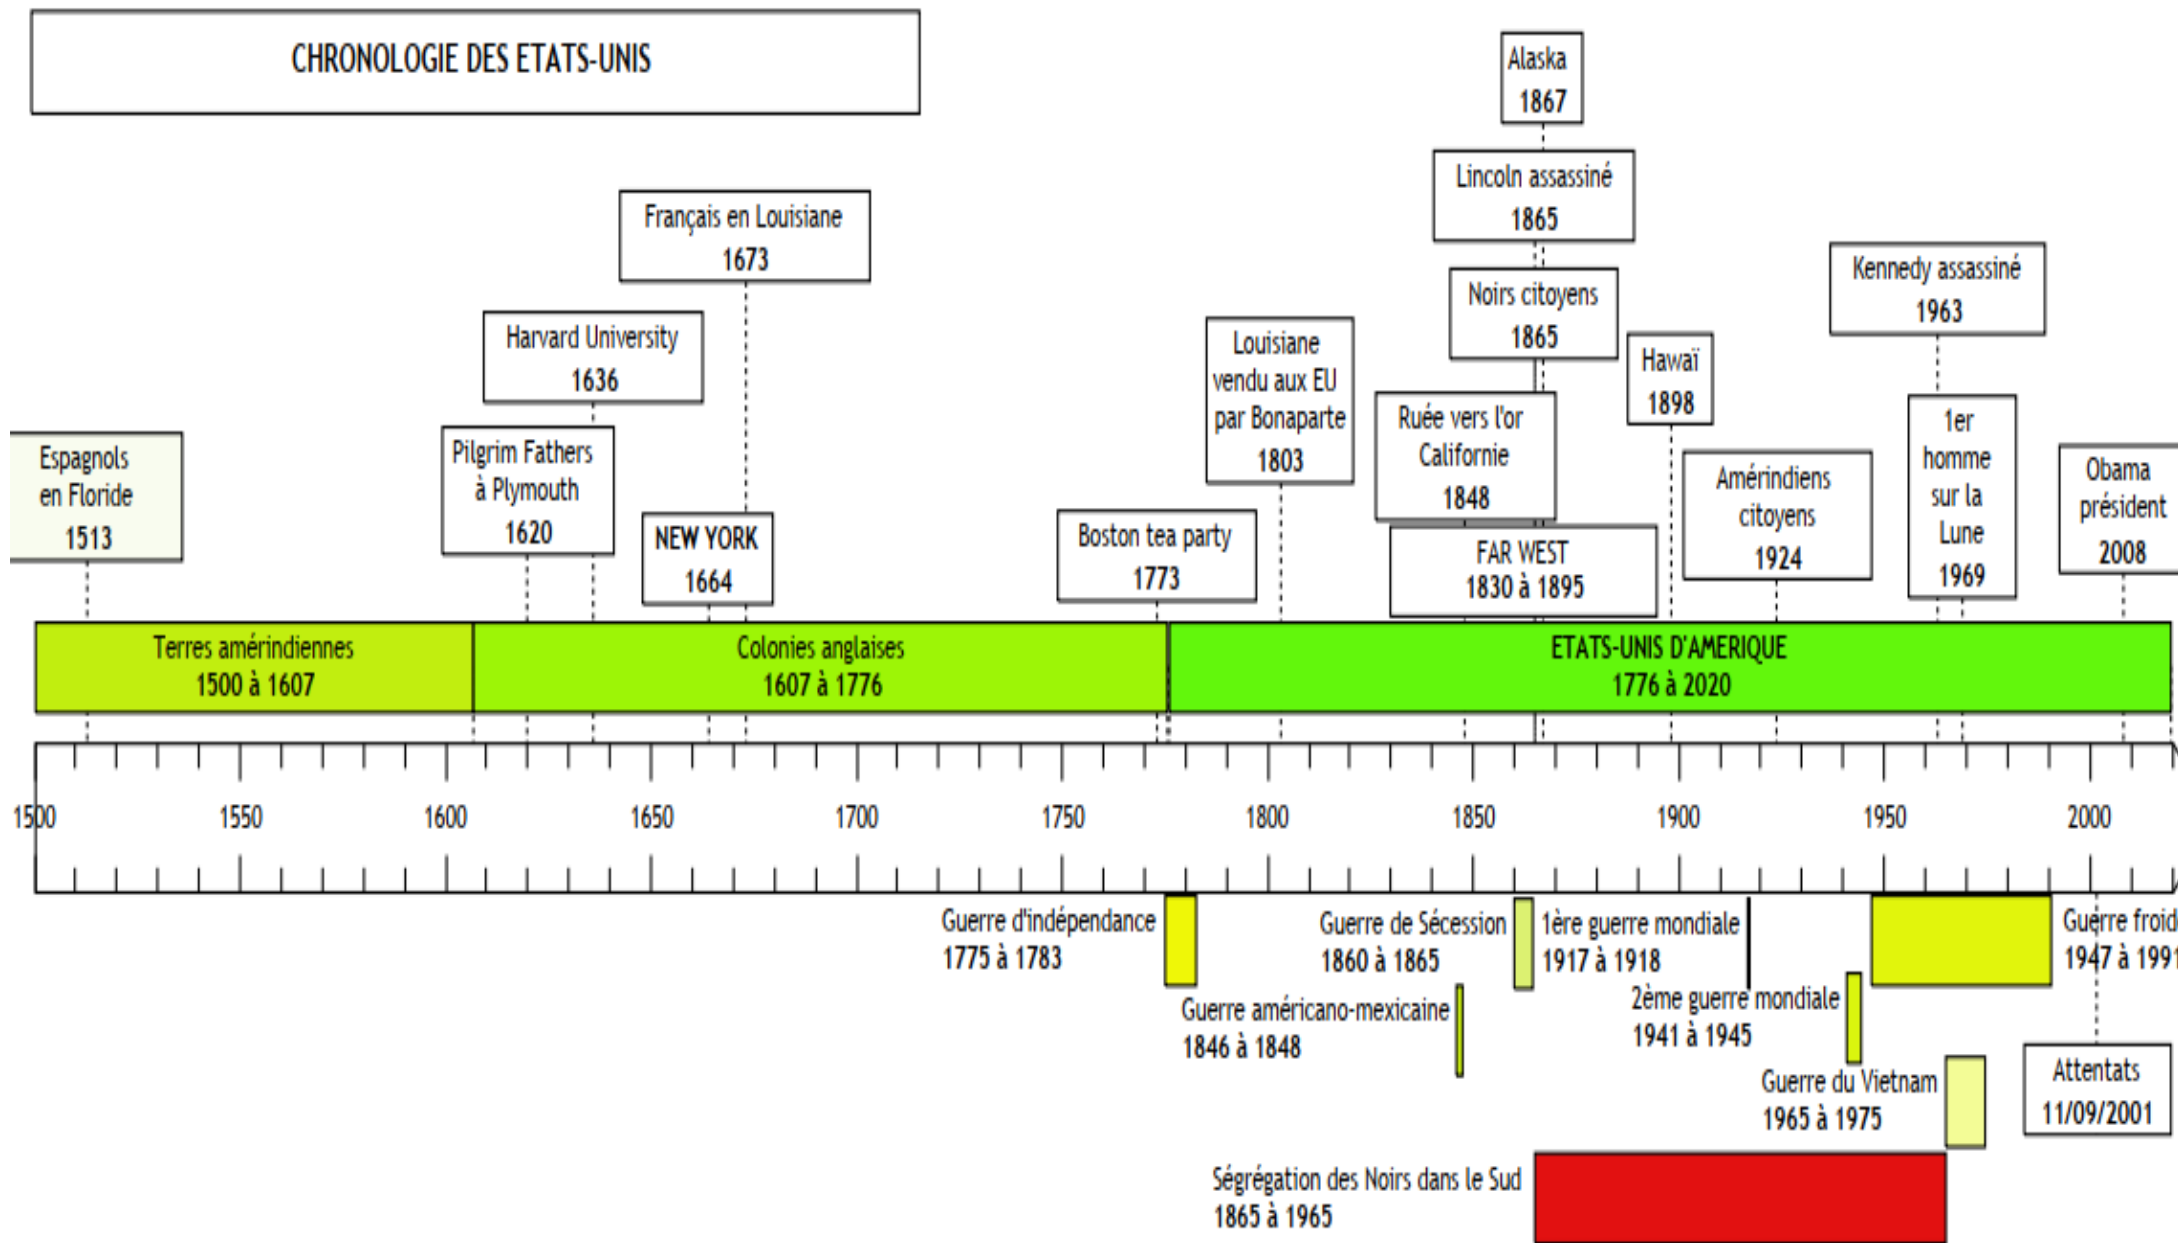 CHRONOLOGIE DES ETATS-UNIS
Alaska
1867
Lincoln assassiné
1865
Français en Louisiane
1673
Kennedy assassiné
1963
Noirs citoyens
1865
Harvard University
1636
Louisiane
vendu aux EU
par Bonaparte
1803
Hawaï
1898
Ruée vers l'or
Californie
1848
1er
homme
sur la
Lune
1969
Espagnols
en Floride
1513
Pilgrim Fathers
à Plymouth
1620
NEW YORK
1664
Boston tea party
1773
FAR WEST
1830 à 1895
Amérindiens
citoyens
1924
Obama
président
2008
Terres amérindiennes
1500 à 1607
Colonies anglaises
1607 à 1776
ETATS-UNIS D'AMERIQUE
1776 à 2020
1500 1550 1600 1650 1700 1750 1800 1850 1900 1950 2000
Guerre d'indépendance
1775 à 1783
Guerre de Sécession
1860 à 1865
1ère guerre mondiale
1917 à 1918
Guerre froid
1947 à 1991
Guerre américano-mexicaine
1846 à 1848
2ème guerre mondiale
1941 à 1945
Guerre du Vietnam
1965 à 1975
Attentats
11/09/2001
Ségrégation des Noirs dans le Sud
1865 à 1965